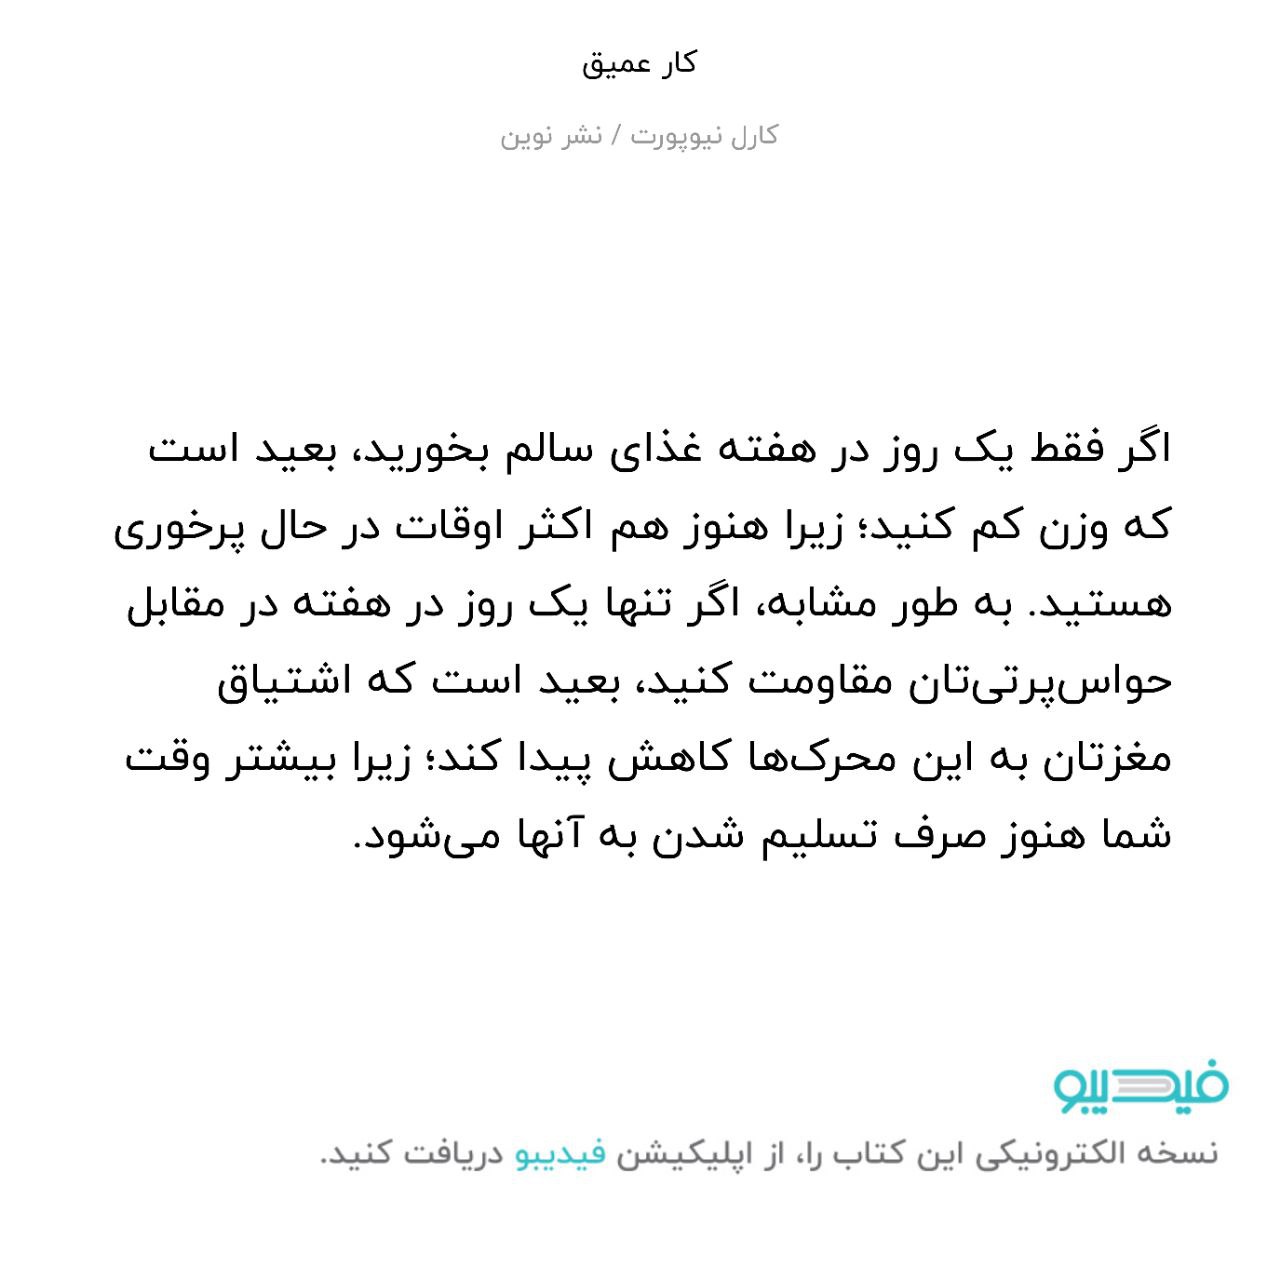 کار عمیق
کارل نیوپورت / نشر نوین
اگر فقط یک روز در هفته غذای سالم بخورید، بعید است
که وزن کم کنید؛ زیرا هنوز هم اکثر اوقات در حال پرخوری
هستید. به طور مشابه، اگر تنها یک روز در هفته در مقابل
حواس‌پرتی‌تان مقاومت کنید، بعید است که اشتیاق
مغزتان به این محرک‌ها کاهش پیدا کند؛ زیرا بیشتر وقت
شما هنوز صرف تسلیم شدن به آنها می‌شود.
فیدیبو
نسخه الکترونیکی این کتاب را، از اپلیکیشن فیدیبو دریافت کنید.